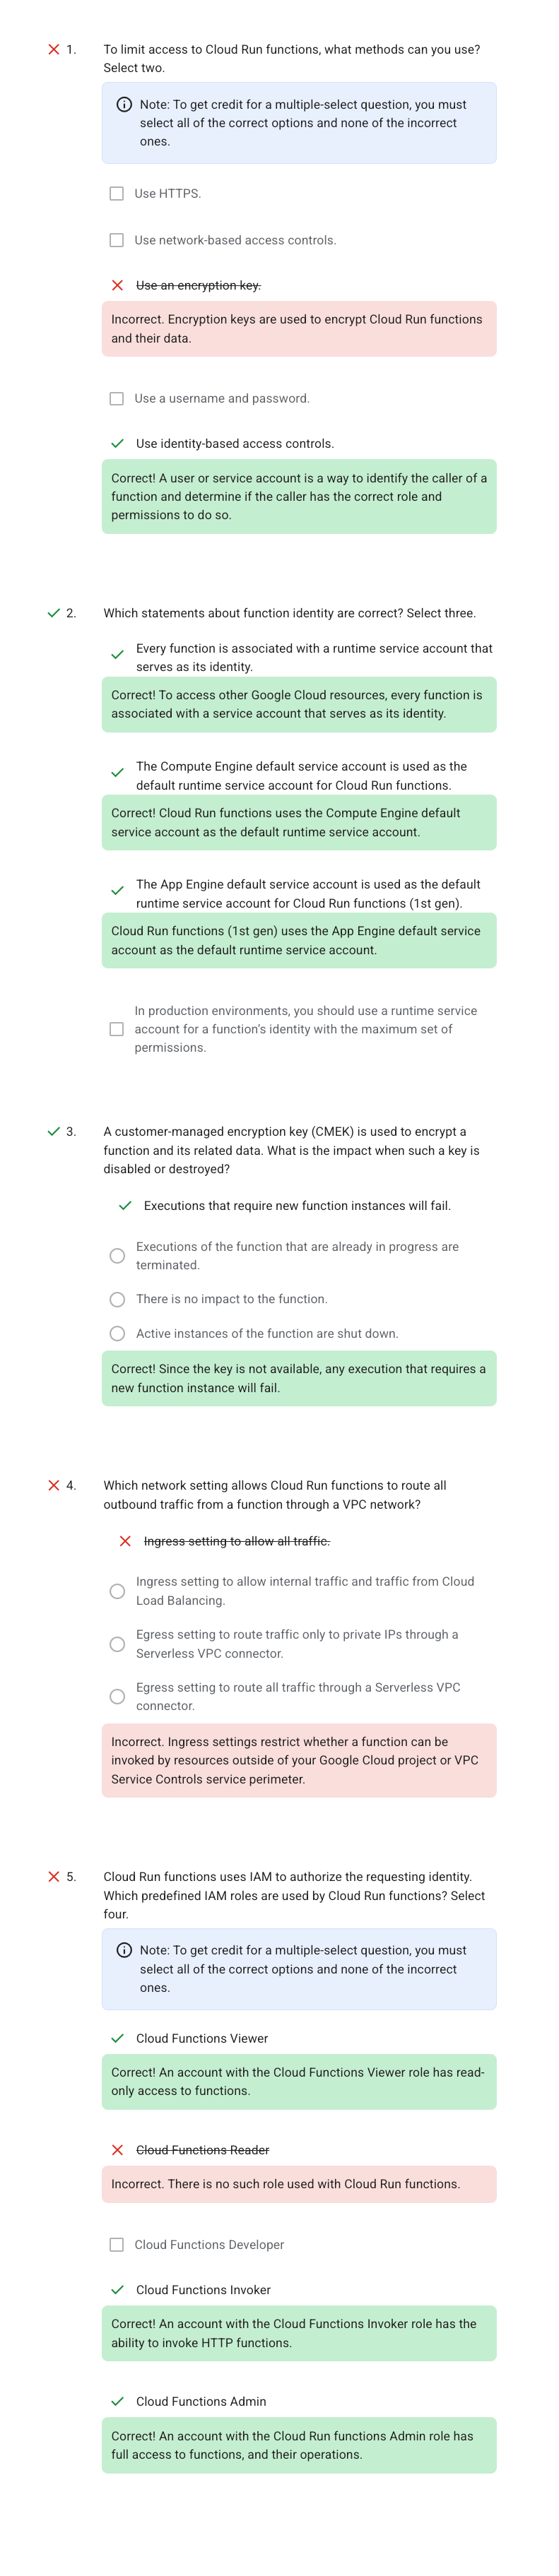 1. To limit access to Cloud Run functions, what methods can you use?
Select two.
Note: To get credit for a multiple-select question, you must
select all of the correct options and none of the incorrect
ones.
Use HTTPS.
Use network-based access controls.
Use an encryption key.
Incorrect. Encryption keys are used to encrypt Cloud Run functions
and their data.
Use a username and password.
Use identity-based access controls.
Correct! A user or service account is a way to identify the caller of a
function and determine if the caller has the correct role and
permissions to do so.
2. Which statements about function identity are correct? Select three.
Every function is associated with a runtime service account that
serves as its identity.
Correct! To access other Google Cloud resources, every function is
associated with a service account that serves as its identity.
The Compute Engine default service account is used as the
default runtime service account for Cloud Run functions.
Correct! Cloud Run functions uses the Compute Engine default
service account as the default runtime service account.
The App Engine default service account is used as the default
runtime service account for Cloud Run functions (1st gen).
Cloud Run functions (1st gen) uses the App Engine default service
account as the default runtime service account.
In production environments, you should use a runtime service
account for a function’s identity with the maximum set of
permissions.
3. A customer-managed encryption key (CMEK) is used to encrypt a
function and its related data. What is the impact when such a key is
disabled or destroyed?
Executions that require new function instances will fail.
Executions of the function that are already in progress are
terminated.
There is no impact to the function.
Active instances of the function are shut down.
Correct! Since the key is not available, any execution that requires a
new function instance will fail.
4. Which network setting allows Cloud Run functions to route all
outbound traffic from a function through a VPC network?
Ingress setting to allow all traffic.
Ingress setting to allow internal traffic and traffic from Cloud
Load Balancing.
Egress setting to route traffic only to private IPs through a
Serverless VPC connector.
Egress setting to route all traffic through a Serverless VPC
connector.
Incorrect. Ingress settings restrict whether a function can be
invoked by resources outside of your Google Cloud project or VPC
Service Controls service perimeter.
5. Cloud Run functions uses IAM to authorize the requesting identity.
Which predefined IAM roles are used by Cloud Run functions? Select
four.
Note: To get credit for a multiple-select question, you must
select all of the correct options and none of the incorrect
ones.
Cloud Functions Viewer
Correct! An account with the Cloud Functions Viewer role has read-
only access to functions.
Cloud Functions Reader
Incorrect. There is no such role used with Cloud Run functions.
Cloud Functions Developer
Cloud Functions Invoker
Correct! An account with the Cloud Functions Invoker role has the
ability to invoke HTTP functions.
Cloud Functions Admin
Correct! An account with the Cloud Run functions Admin role has
full access to functions, and their operations.